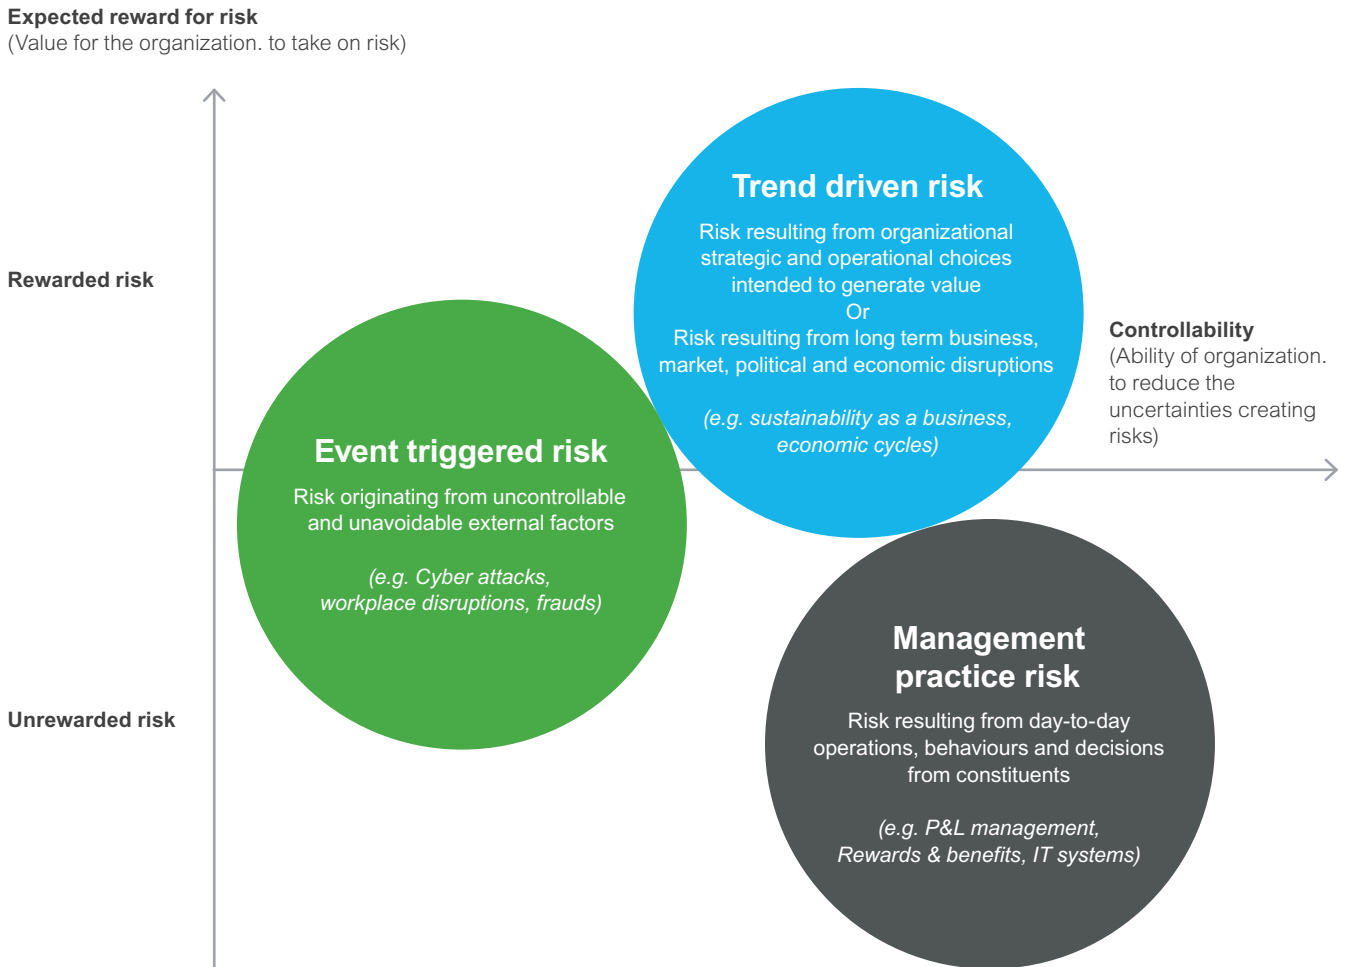 Expected reward for risk
(Value for the organization. to take on risk)
Rewarded risk
Unrewarded risk
Trend driven risk
Risk resulting from organizational
strategic and operational choices
intended to generate value
Or
Risk resulting from long term business,
market, political and economic disruptions
(e.g. sustainability as a business,
economic cycles)
Controllability
(Ability of organization.
to reduce the
uncertainties creating
risks)
Event triggered risk
Risk originating from uncontrollable
and unavoidable external factors
(e.g. Cyber attacks,
workplace disruptions, frauds)
Management
practice risk
Risk resulting from day-to-day
operations, behaviours and decisions
from constituents
(e.g. P&L management,
Rewards & benefits, IT systems)